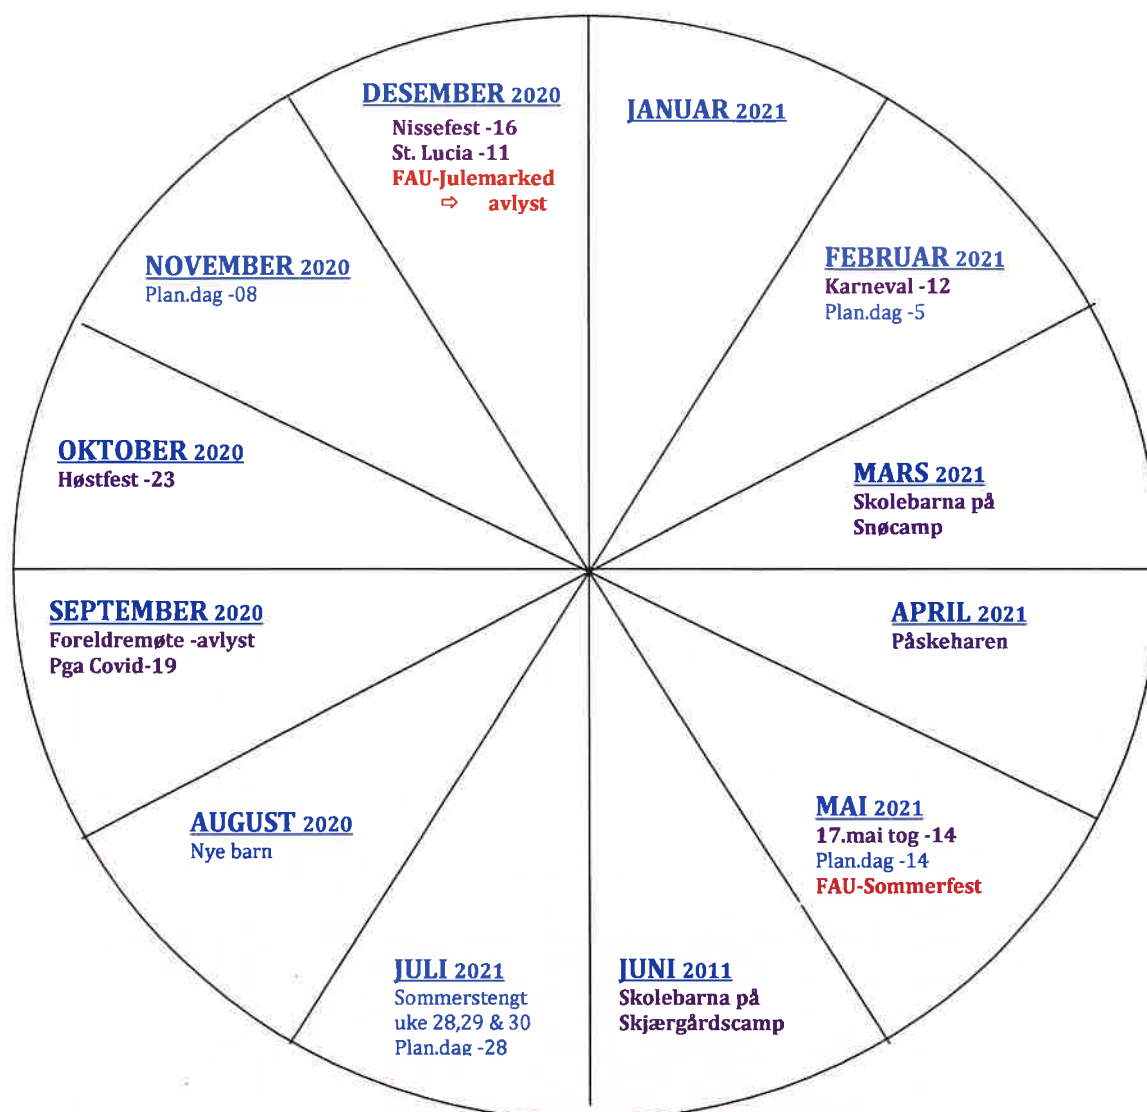 DESEMBER 2020
Nissefest -16
St. Lucia -11
FAU-Julemarked
⇨ avlyst
JANUAR 2021
FEBRUAR 2021
Karneval -12
Plan.dag -5
MARS 2021
Skolebarna på
Snøcamp
APRIL 2021
Påskeharen
MAI 2021
17.mai tog -14
Plan.dag -14
FAU-Sommerfest
JUNI 2011
Skolebarna på
Skjærgårdscamp
JULI 2021
Sommerstengt
uke 28,29 & 30
Plan.dag -28
AUGUST 2020
Nye barn
SEPTEMBER 2020
Foreldremøte -avlyst
Pga Covid-19
OKTOBER 2020
Høstfest -23
NOVEMBER 2020
Plan.dag -08